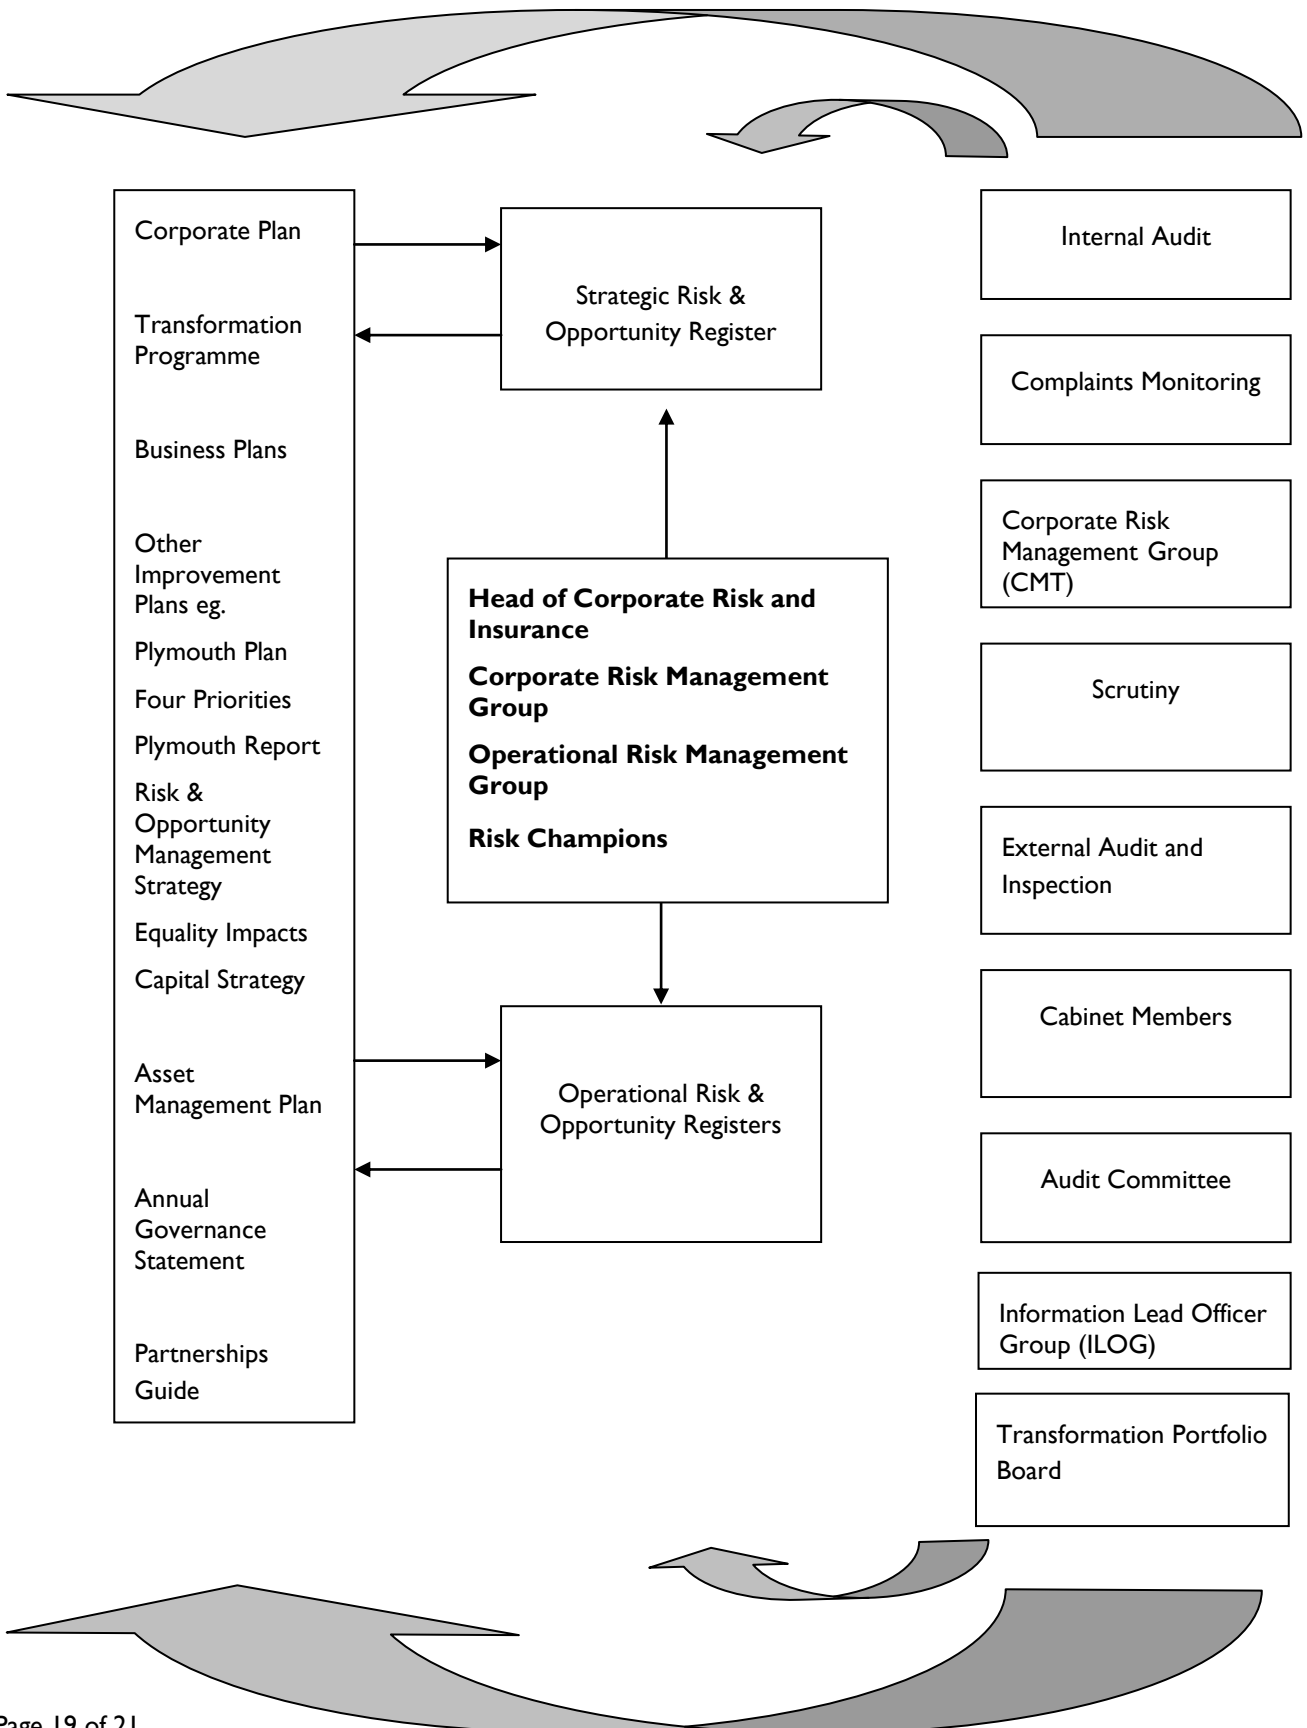 Corporate Plan
Transformation
Programme
Business Plans
Other
Improvement
Plans eg.
Plymouth Plan
Four Priorities
Plymouth Report
Risk &
Opportunity
Management
Strategy
Equality Impacts
Capital Strategy
Asset
Management Plan
Annual
Governance
Statement
Partnerships
Guide
Strategic Risk &
Opportunity Register
Head of Corporate Risk and
Insurance
Corporate Risk Management
Group
Operational Risk Management
Group
Risk Champions
Operational Risk &
Opportunity Registers
Internal Audit
Complaints Monitoring
Corporate Risk
Management Group
(CMT)
Scrutiny
External Audit and
Inspection
Cabinet Members
Audit Committee
Information Lead Officer
Group (ILOG)
Transformation Portfolio
Board
Page 19 of 21